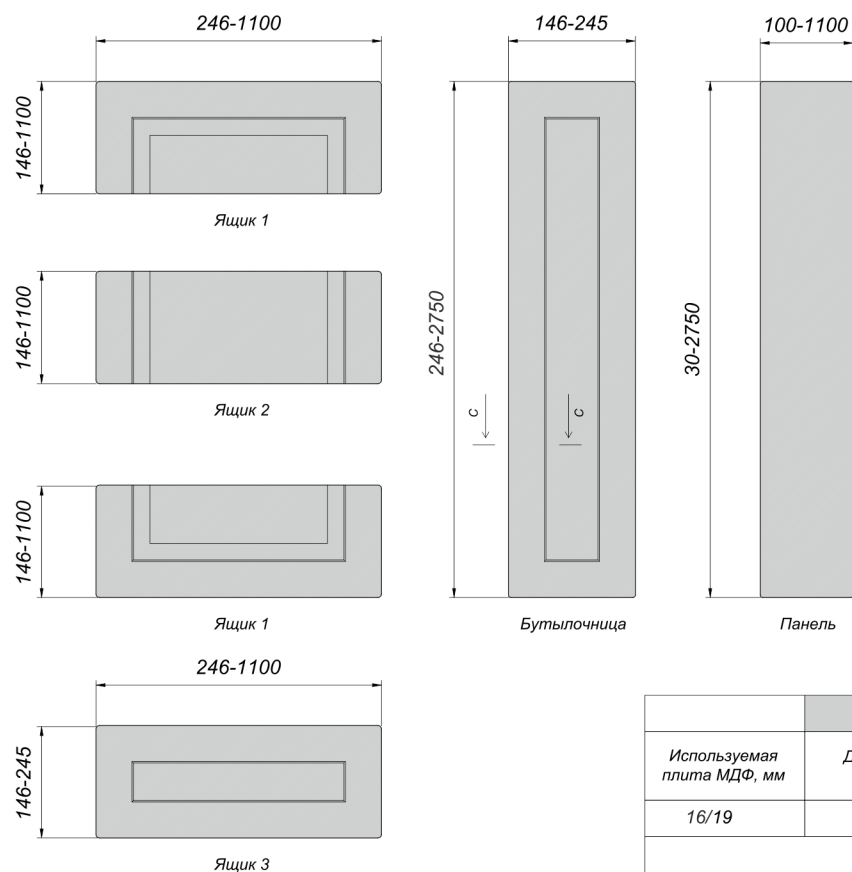 246-1100
146-1100
Ящик 1
146-1100
Ящик 2
146-1100
Ящик 1
246-1100
146-245
Ящик 3
146-245
246-2750
с
с
Бутылочница
100-1100
30-2750
Панель
Используемая
плита МДФ, мм
Д
16/19